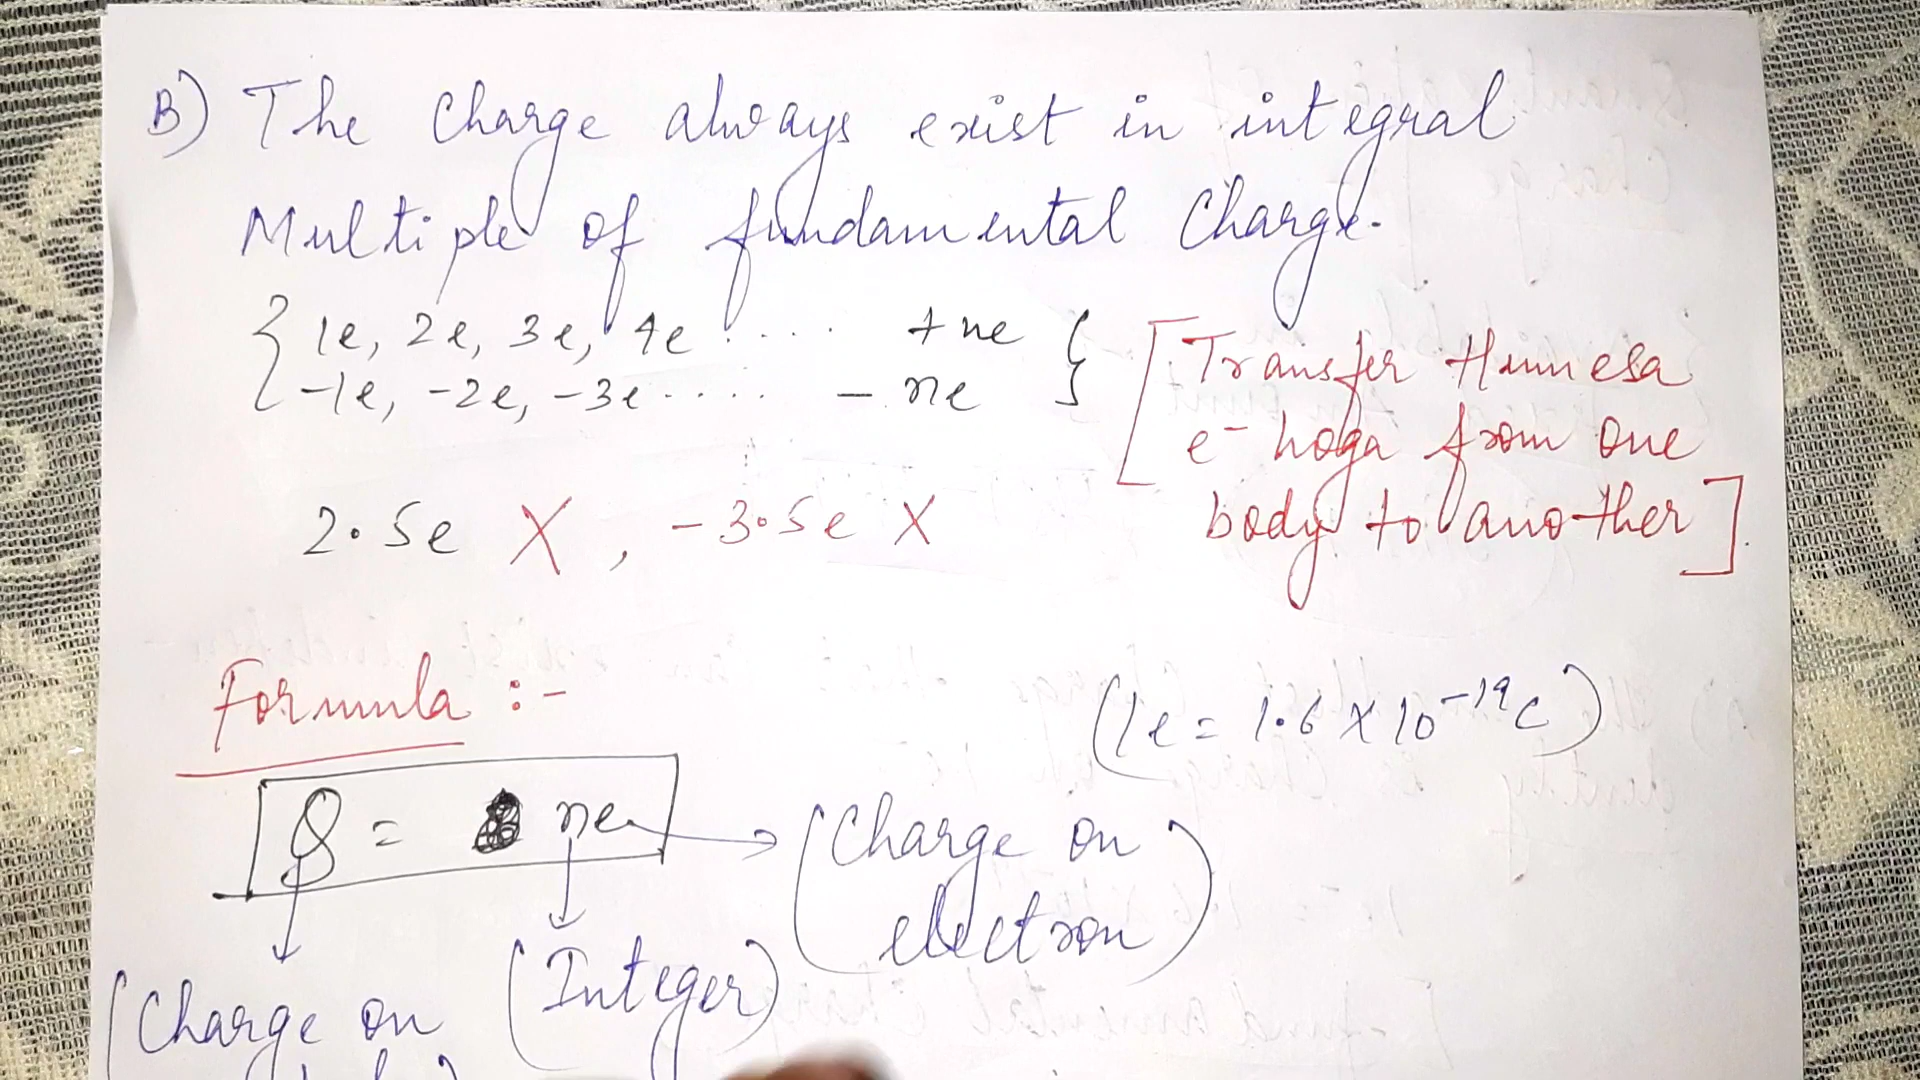 B) The Charge always exist in integral
Multiple of fundamental Charge.
{ 1e, 2e, 3e, 4e ..... + ne }
{ -1e, -2e, -3e ..... - ne }
[Transfer Humesa
e⁻ hoga from one
body to another].
2.5e X, -3.5e X
Formula :-
(1e = 1.6 X 10⁻¹⁹ C)
Q = ne
(Charge on
electron)
(Integer)
(Charge on